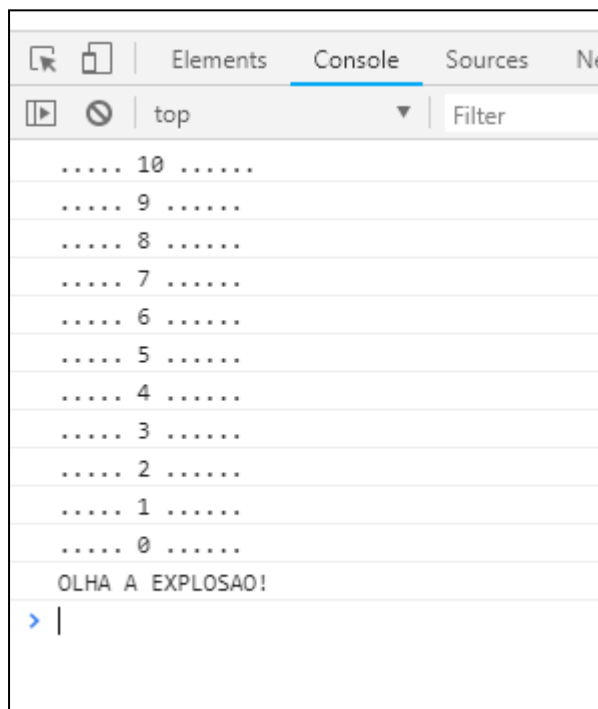 Elements Console Sources Ne
top ▼ Filter
..... 10 ......
..... 9 ......
..... 8 ......
..... 7 ......
..... 6 ......
..... 5 ......
..... 4 ......
..... 3 ......
..... 2 ......
..... 1 ......
..... 0 ......
OLHA A EXPLOSAO!
>